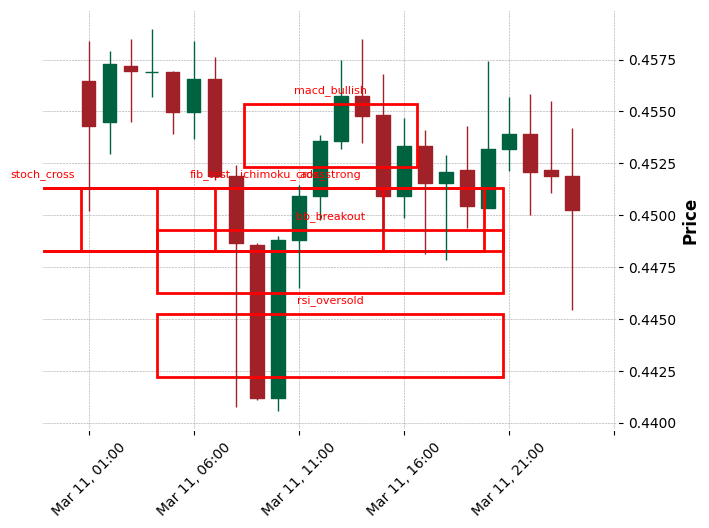 macd_bullish
stoch_cross
rsi_oversold
0.4575
0.4550
0.4525
0.4500
0.4475
0.4450
0.4425
0.4400
Price
Mar 11, 01:00
Mar 11, 06:00
Mar 11, 11:00
Mar 11, 16:00
Mar 11, 21:00